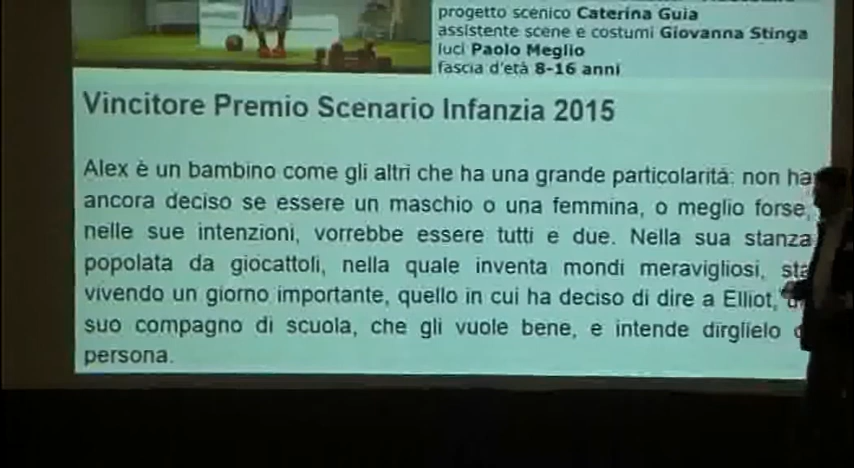 progetto scenico Caterina Guia
assistente scene e costumi Giovanna Stinga
luci Paolo Meglio
fascia d'età 8-16 anni
Vincitore Premio Scenario Infanzia 2015
Alex è un bambino come gli altri che ha una grande particolarità: non ha
ancora deciso se essere un maschio o una femmina, o meglio forse,
nelle sue intenzioni, vorrebbe essere tutti e due. Nella sua stanza
popolata da giocattoli, nella quale inventa mondi meravigliosi, sta
vivendo un giorno importante, quello in cui ha deciso di dire a Elliot,
suo compagno di scuola, che gli vuole bene, e intende dirglielo
persona.